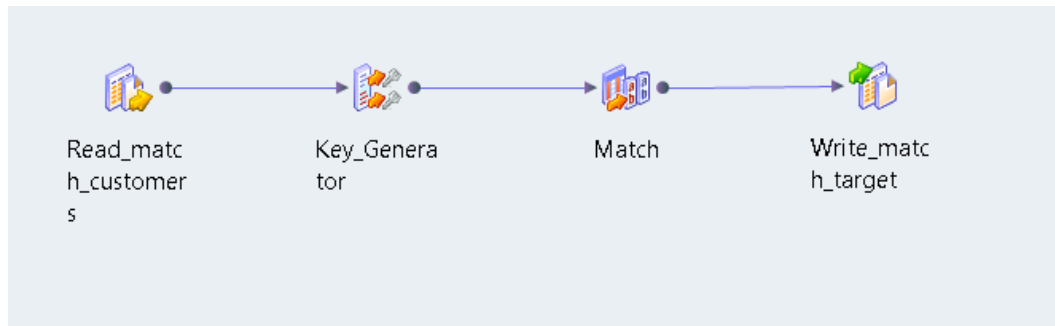 Read_matc
h_customer
s
Key_Genera
tor
Match
Write_matc
h_target